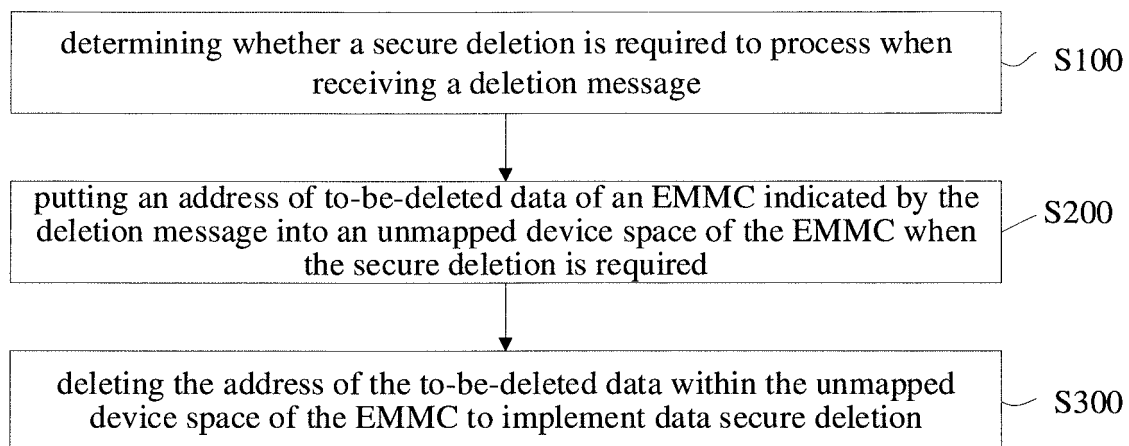 determining whether a secure deletion is required to process when
receiving a deletion message
S100
putting an address of to-be-deleted data of an EMMC indicated by the
deletion message into an unmapped device space of the EMMC when
the secure deletion is required
S200
deleting the address of the to-be-deleted data within the unmapped
device space of the EMMC to implement data secure deletion
S300